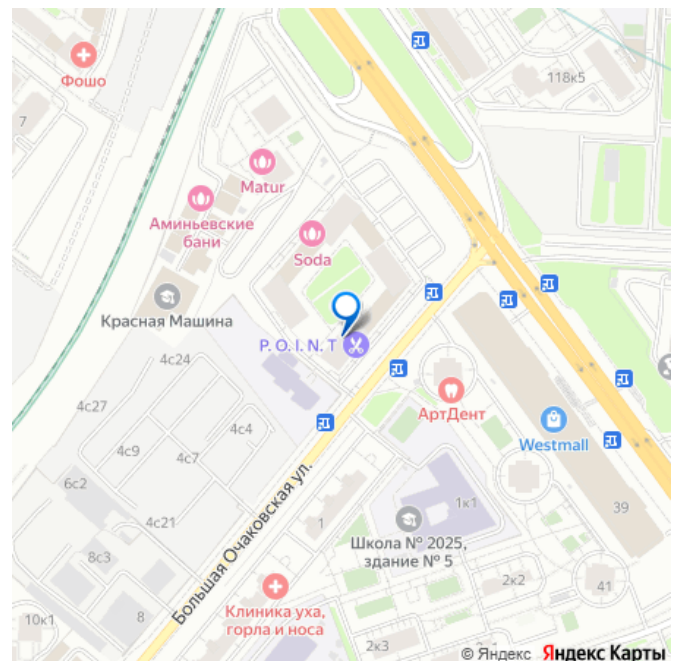 118к5
Фошо
7
Matur
Аминьевские
бани
Soda
Красная Машина
P. O. I. N. T
4с24
АртДент
4с27
4с4
Westmall
4с9
4с7
6с2
1к1
39
4с21
1
Школа № 2025,
здание № 5
8с3
Большая Очаковская ул.
2к2
41
10к1
8
Клиника уха,
горла и носа
2к3
© Яндекс Яндекс Карты